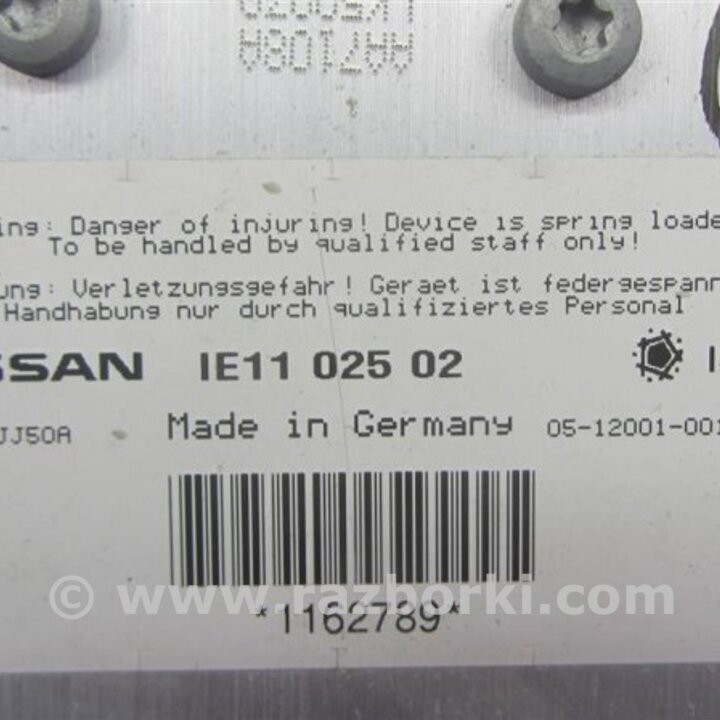 AA7108A
ing: Danger of injuring! Device is spring loade
To be handled by qualified staff only!
ung: Verletzungsgefahr! Geraet ist federgespann
Handhabung nur durch qualifiziertes Personal
SSAN IE11 025 02
JJ50A Made in Germany 05-12001-001
© www.razborki.com
*1162789*